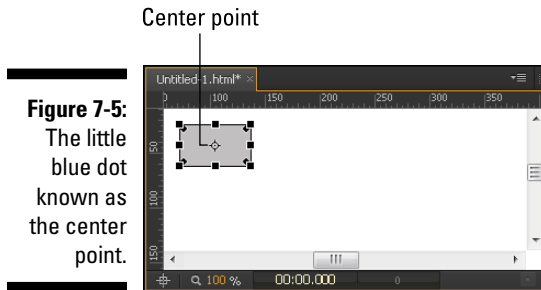 Center point
Untitled-1.html* ×
0 100 150 200 250 300 350
50
100
150
Figure 7-5:
The little
blue dot
known as
the center
point.
100 %
00:00.000
0